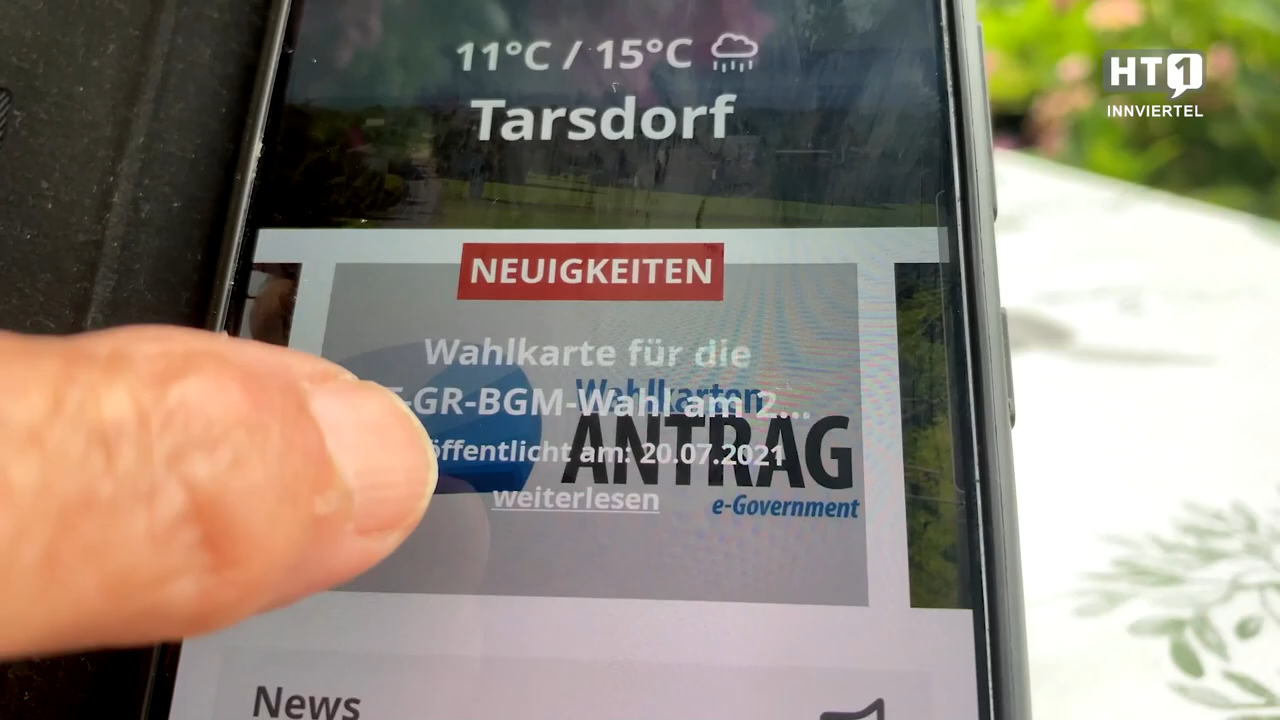 11°C / 15°C
HT1
INNVIERTEL
Tarsdorf
NEUIGKEITEN
Wahlkarte für die
-GR-BGM-Wahl am 2...
Wahlkarten
ANTRAG
öffentlicht am: 20.07.2021
weiterlesen
e-Government
News